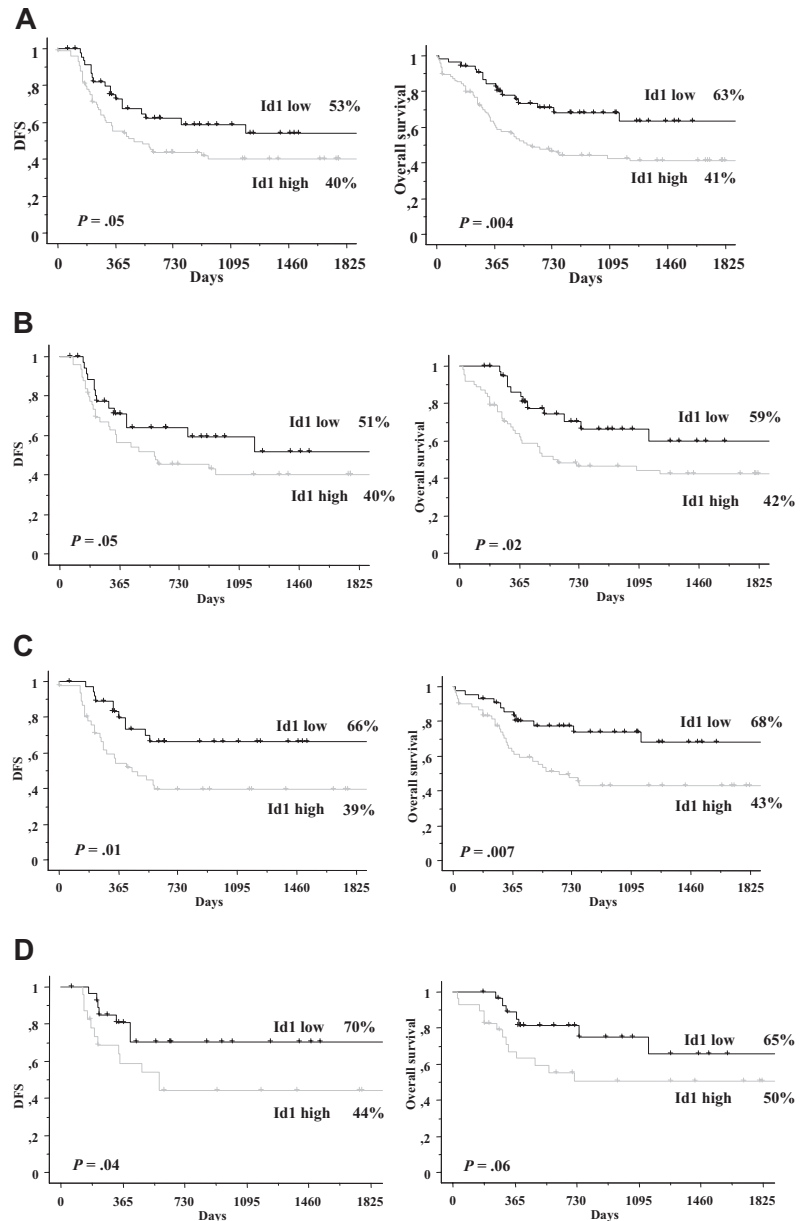 A
DFS
1
,8
,6
,4
,2
0
Id1 low 53%
Id1 high 40%
P = .05
0 365 730 1095 1460 1825
Days
Overall survival
1
,8
,6
,4
,2
0
Id1 low 63%
Id1 high 41%
P = .004
0 365 730 1095 1460 1825
Days
B
DFS
1
,8
,6
,4
,2
0
Id1 low 51%
Id1 high 40%
P = .05
0 365 730 1095 1460 1825
Days
Overall survival
1
,8
,6
,4
,2
0
Id1 low 59%
Id1 high 42%
P = .02
0 365 730 1095 1460 1825
Days
C
DFS
1
,8
,6
,4
,2
0
Id1 low 66%
Id1 high 39%
P = .01
0 365 730 1095 1460 1825
Days
Overall survival
1
,8
,6
,4
,2
0
Id1 low 68%
Id1 high 43%
P = .007
0 365 730 1095 1460 1825
Days
D
DFS
1
,8
,6
,4
,2
0
Id1 low 70%
Id1 high 44%
P = .04
0 365 730 1095 1460 1825
Days
Overall survival
1
,8
,6
,4
,2
0
Id1 low 65%
Id1 high 50%
P = .06
0 365 730 1095 1460 1825
Days